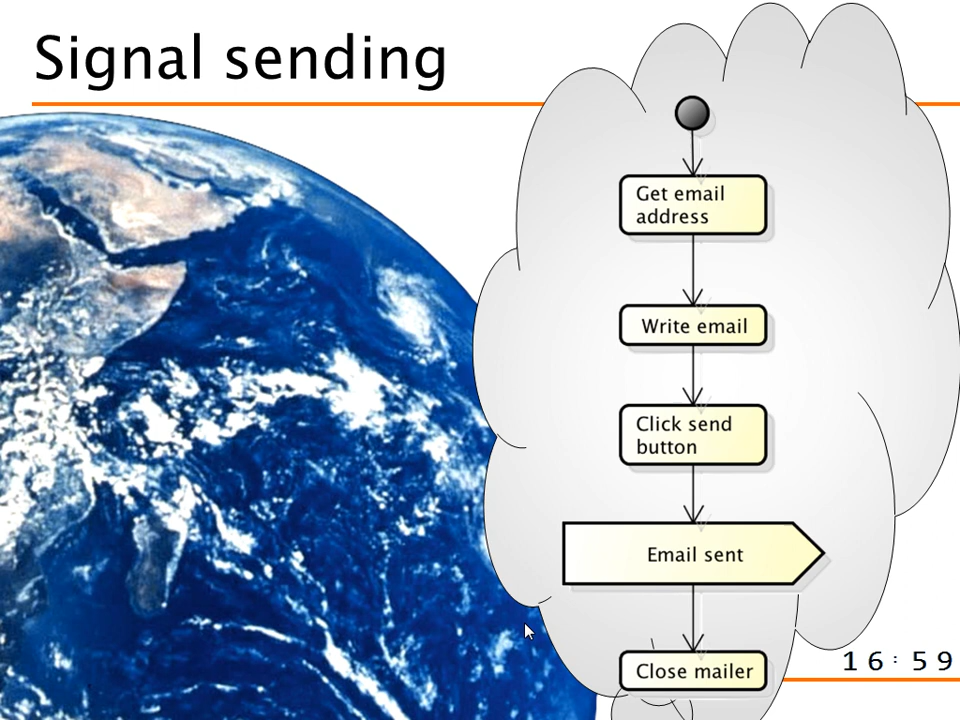 Signal sending
Get email
address
Write email
Click send
button
Email sent
Close mailer
16:59